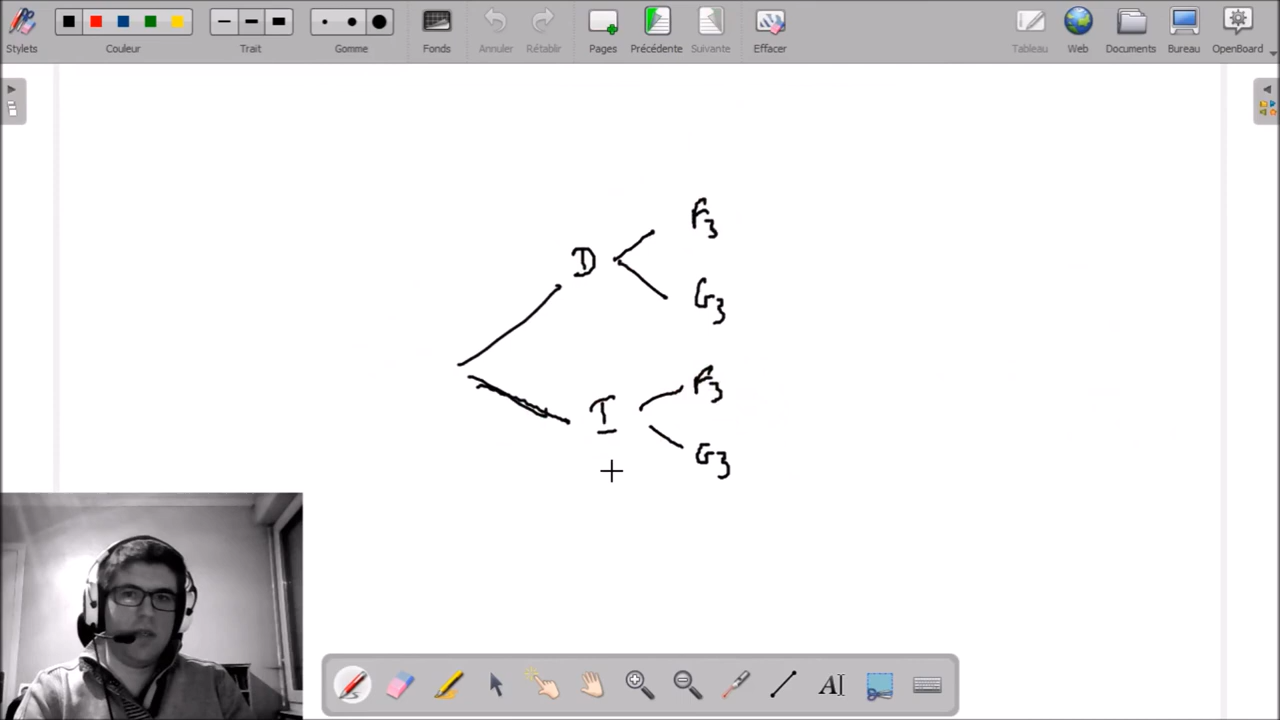 Stylets
Couleur
Trait
Gomme
Fonds
Annuler
Rétablir
Pages
Précédente
Suivante
Effacer
Tableau
Web
Documents
Bureau
OpenBoard
F3
D
G3
F3
I
G3
AI